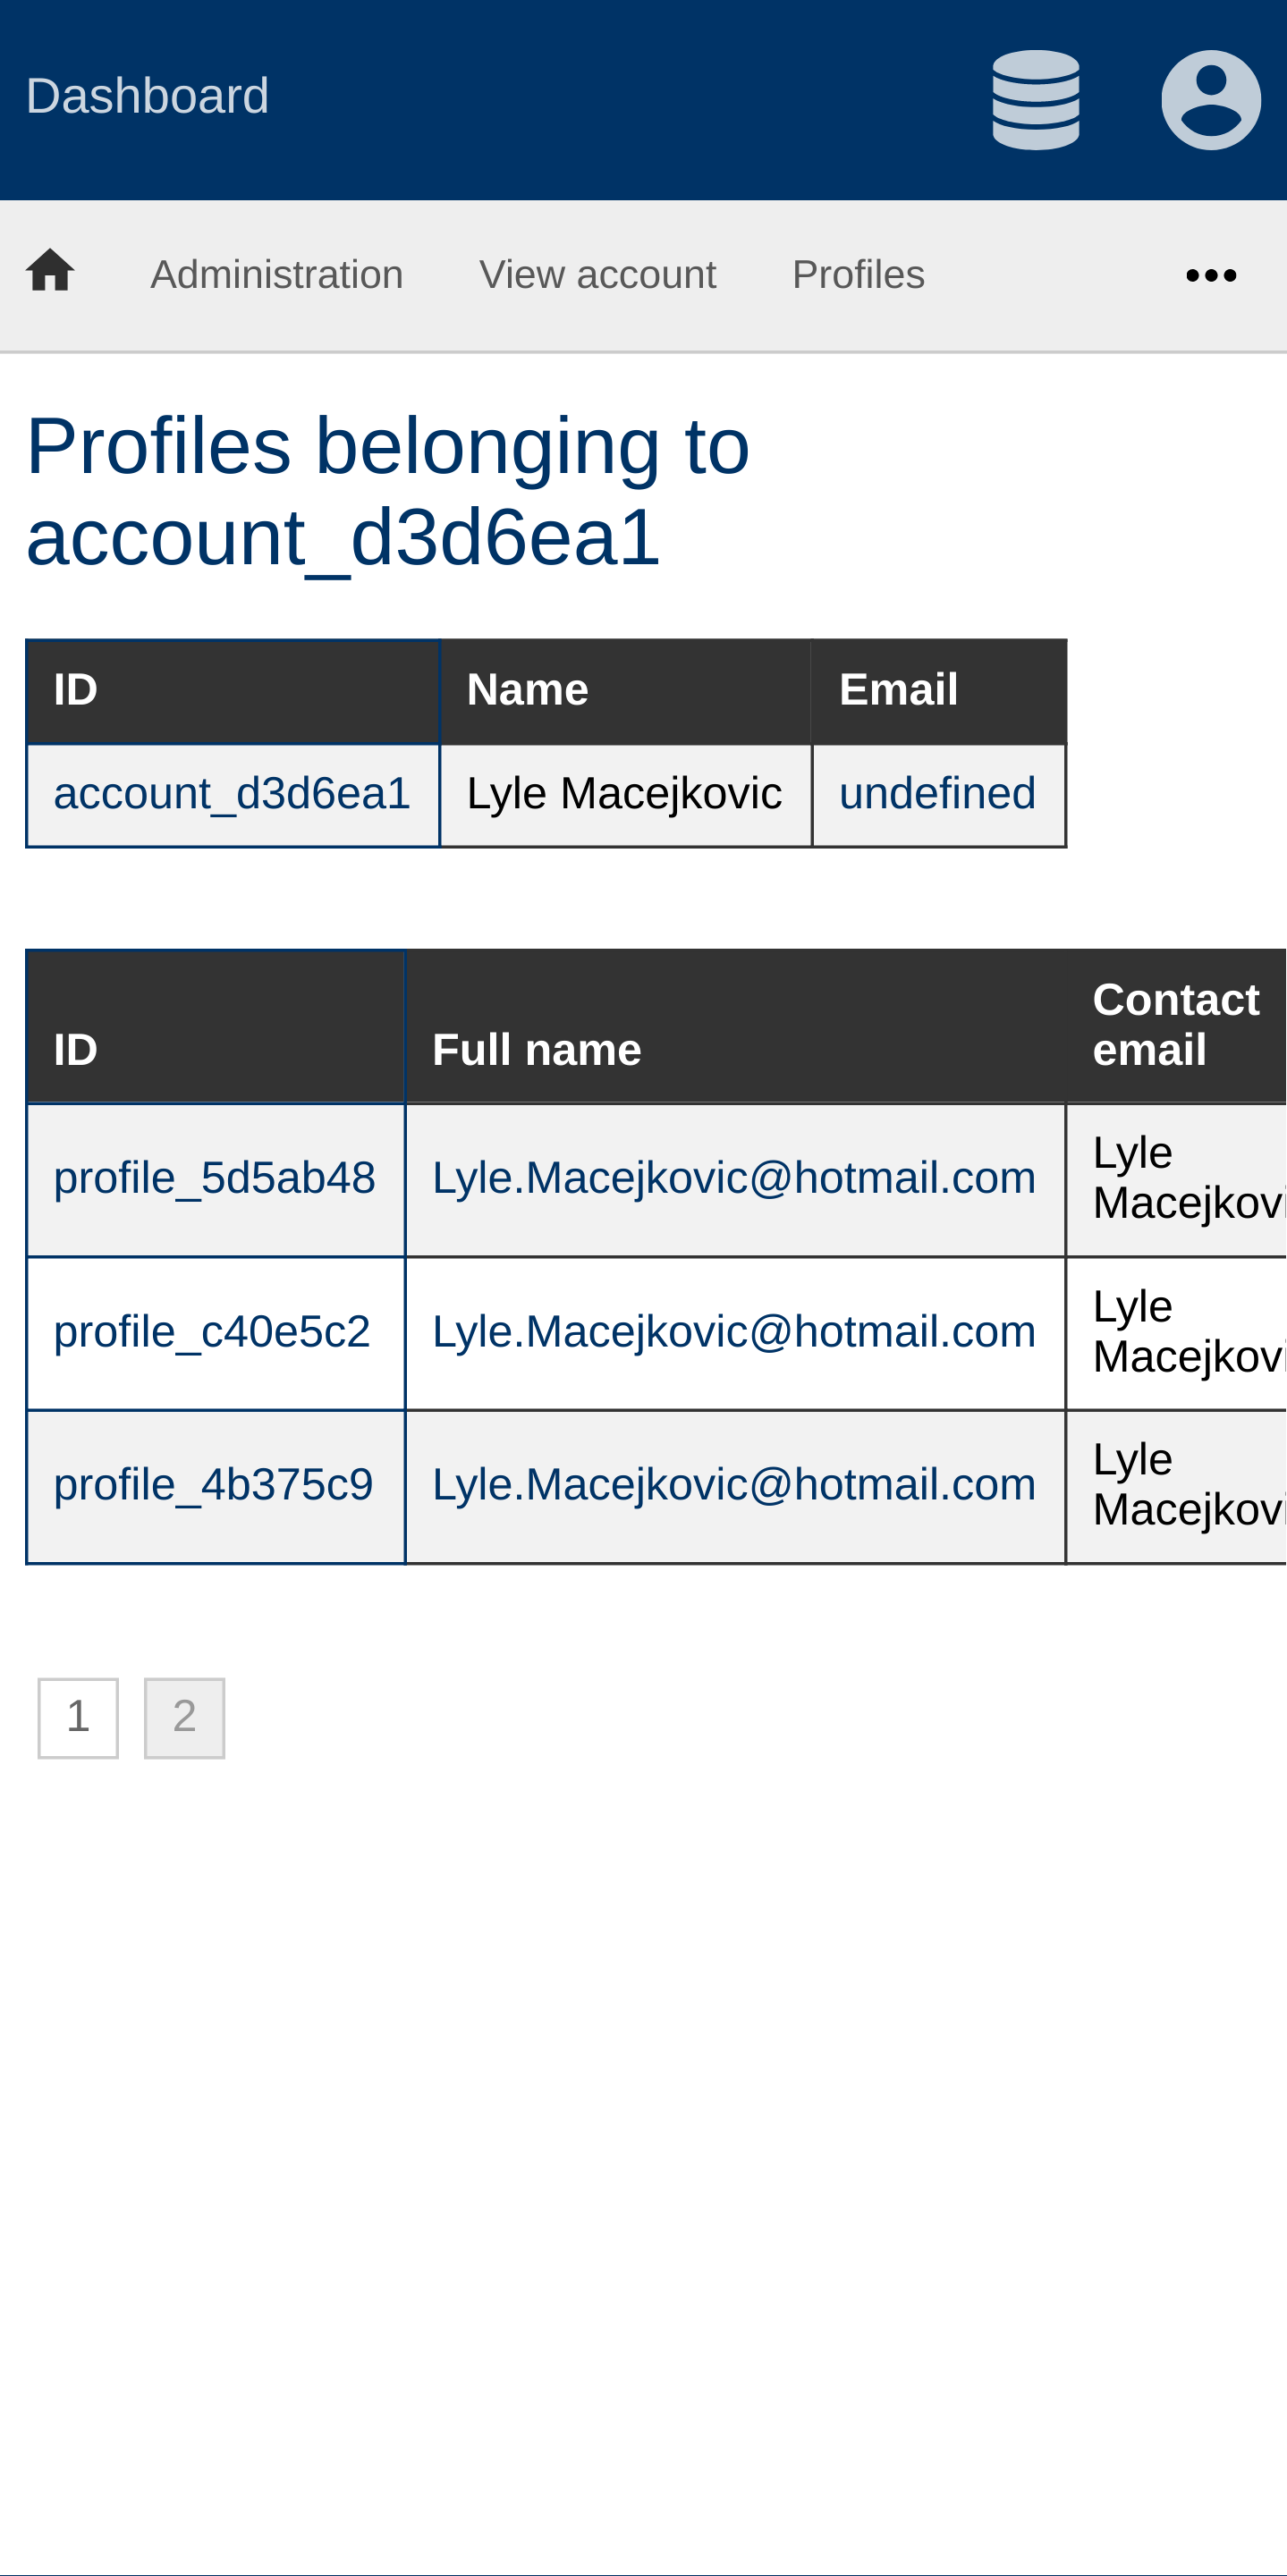 Dashboard
Administration View account Profiles
Profiles belonging to
account_d3d6ea1
ID Name Email
account_d3d6ea1 Lyle Macejkovic undefined
ID Full name Contact email
profile_5d5ab48 Lyle.Macejkovic@hotmail.com Lyle Macejkovi
profile_c40e5c2 Lyle.Macejkovic@hotmail.com Lyle Macejkovi
profile_4b375c9 Lyle.Macejkovic@hotmail.com Lyle Macejkovi
1 2